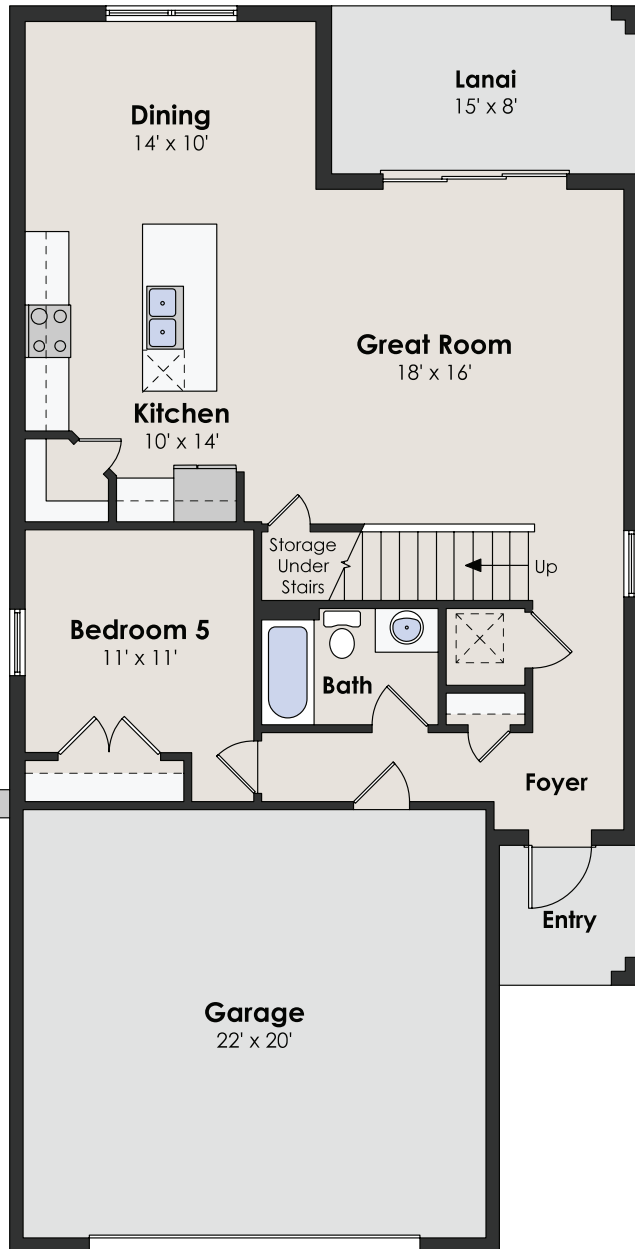 Lanai
15' x 8'
Dining
14' x 10'
Great Room
18' x 16'
Kitchen
10' x 14'
Storage
Under
Stairs
Up
Bedroom 5
11' x 11'
Bath
Foyer
Entry
Garage
22' x 20'